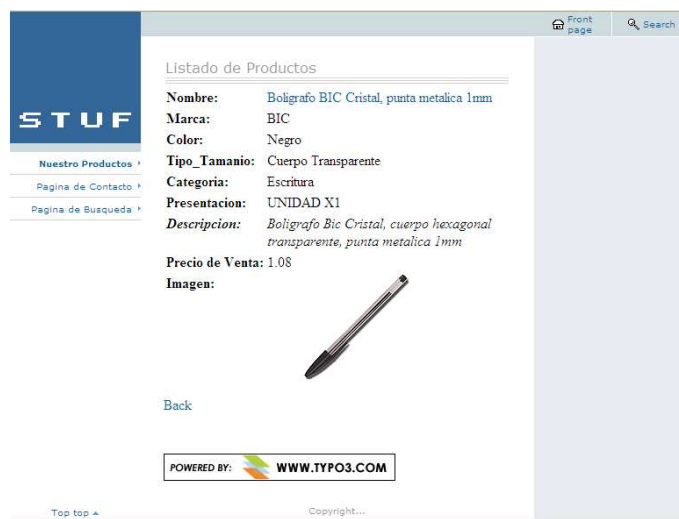 Front page
Search
STUF
Nuestro Productos
Pagina de Contacto
Pagina de Busqueda
Listado de Productos
Nombre: Boligrafo BIC Cristal, punta metalica 1mm
Marca: BIC
Color: Negro
Tipo_Tamanio: Cuerpo Transparente
Categoria: Escritura
Presentacion: UNIDAD X1
Descripcion: Boligrafo Bic Cristal, cuerpo hexagonal
transparente, punta metalica 1mm
Precio de Venta: 1.08
Imagen:
Back
POWERED BY: WWW.TYPO3.COM
Top top
Copyright...